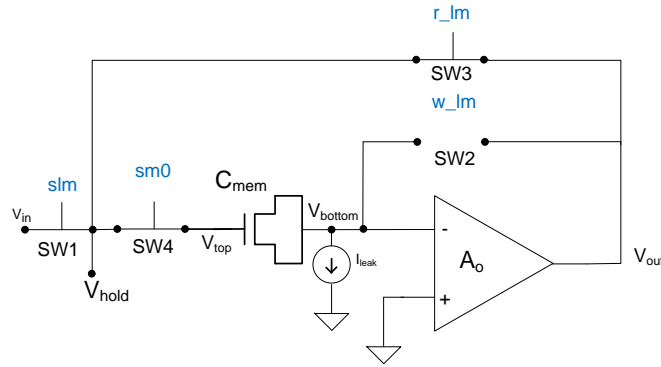 r_lm
SW3
w_lm
SW2
slm
sm0
Cmem
Vbottom
Vin
SW1
SW4
Vtop
Ileak
Vhold
-
Ao
+
Vout